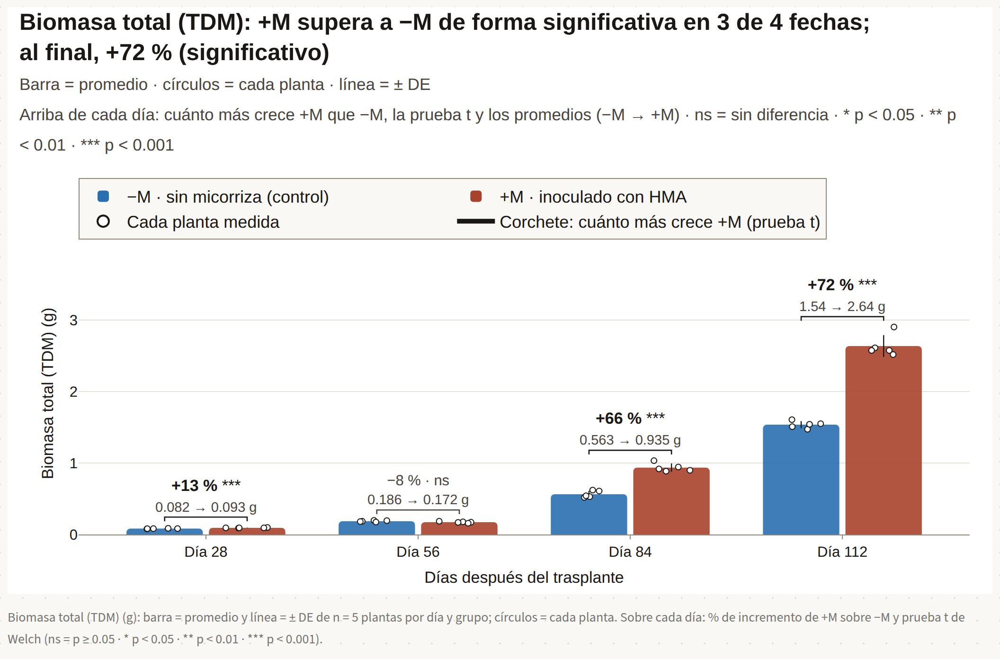 Biomasa total (TDM): +M supera a −M de forma significativa en 3 de 4 fechas;
al final, +72 % (significativo)
Barra = promedio · círculos = cada planta · línea = ± DE
Arriba de cada día: cuánto más crece +M que −M, la prueba t y los promedios (−M → +M) · ns = sin diferencia · * p < 0.05 · ** p
< 0.01 · *** p < 0.001
−M · sin micorriza (control)
+M · inoculado con HMA
Cada planta medida
Corchete: cuánto más crece +M (prueba t)
Biomasa total (TDM) (g)
3
2
1
0
+13 % ***
0.082 → 0.093 g
−8 % · ns
0.186 → 0.172 g
+66 % ***
0.563 → 0.935 g
+72 % ***
1.54 → 2.64 g
Día 28
Día 56
Día 84
Día 112
Días después del trasplante
Biomasa total (TDM) (g): barra = promedio y línea = ± DE de n = 5 plantas por día y grupo; círculos = cada planta. Sobre cada día: % de incremento de +M sobre −M y prueba t de
Welch (ns = p ≥ 0.05 · * p < 0.05 · ** p < 0.01 · *** p < 0.001).